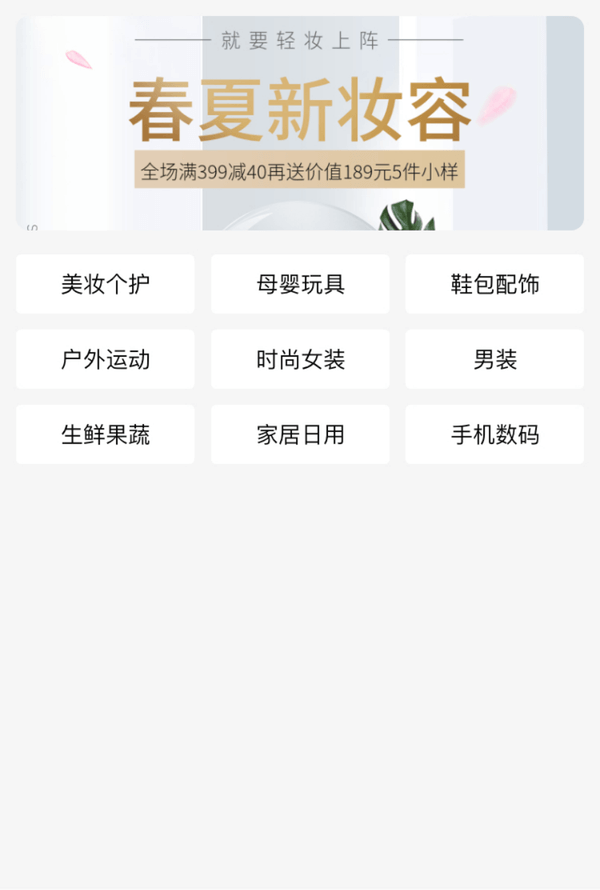 就要轻妆上阵
春夏新妆容
全场满399减40再送价值189元5件小样
美妆个护
母婴玩具
鞋包配饰
户外运动
时尚女装
男装
生鲜果蔬
家居日用
手机数码